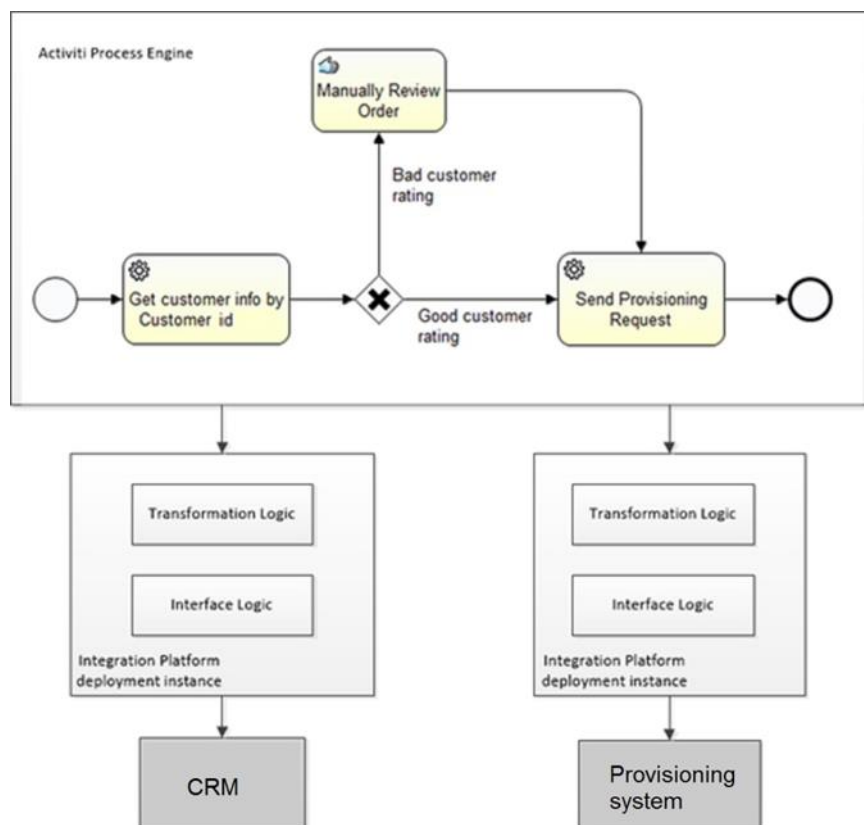 Activiti Process Engine
Manually Review
Order
Bad customer
rating
Get customer info by
Customer id
Good customer
rating
Send Provisioning
Request
Transformation Logic
Interface Logic
Integration Platform
deployment instance
Transformation Logic
Interface Logic
Integration Platform
deployment instance
CRM
Provisioning
system